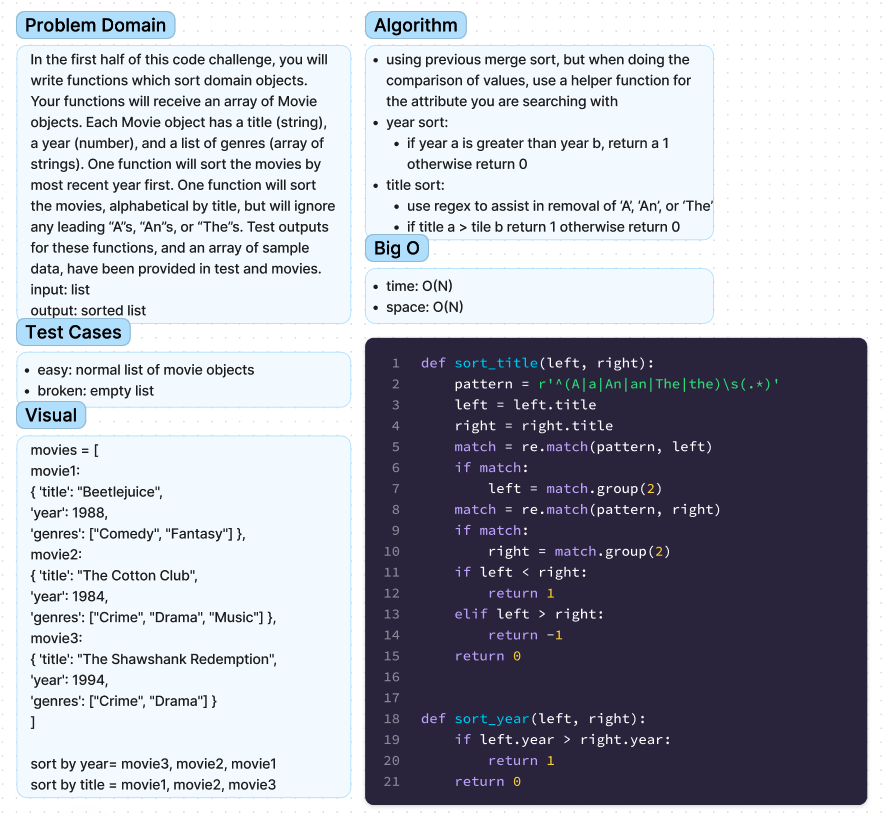 Problem Domain
In the first half of this code challenge, you will
write functions which sort domain objects.
Your functions will receive an array of Movie
objects. Each Movie object has a title (string),
a year (number), and a list of genres (array of
strings). One function will sort the movies by
most recent year first. One function will sort
the movies, alphabetical by title, but will ignore
any leading “A”s, “An”s, or “The”s. Test outputs
for these functions, and an array of sample
data, have been provided in test and movies.
input: list
output: sorted list
Test Cases
• easy: normal list of movie objects
• broken: empty list
Visual
movies = [
movie1:
{ 'title': "Beetlejuice",
'year': 1988,
'genres': ["Comedy", "Fantasy"] },
movie2:
{ 'title': "The Cotton Club",
'year': 1984,
'genres': ["Crime", "Drama", "Music"] },
movie3:
{ 'title': "The Shawshank Redemption",
'year': 1994,
'genres': ["Crime", "Drama"] }
]
sort by year= movie3, movie2, movie1
sort by title = movie1, movie2, movie3
Algorithm
• using previous merge sort, but when doing the
comparison of values, use a helper function for
the attribute you are searching with
• year sort:
• if year a is greater than year b, return a 1
otherwise return 0
• title sort:
• use regex to assist in removal of ‘A’, ‘An’, or ‘The’
• if title a > tile b return 1 otherwise return 0
Big O
• time: O(N)
• space: O(N)
1 def sort_title(left, right):
2 pattern = r'^(A|a|An|an|The|the)\s(.*)'
3 left = left.title
4 right = right.title
5 match = re.match(pattern, left)
6 if match:
7 left = match.group(2)
8 match = re.match(pattern, right)
9 if match:
10 right = match.group(2)
11 if left < right:
12 return 1
13 elif left > right:
14 return -1
15 return 0
16
17
18 def sort_year(left, right):
19 if left.year > right.year:
20 return 1
21 return 0